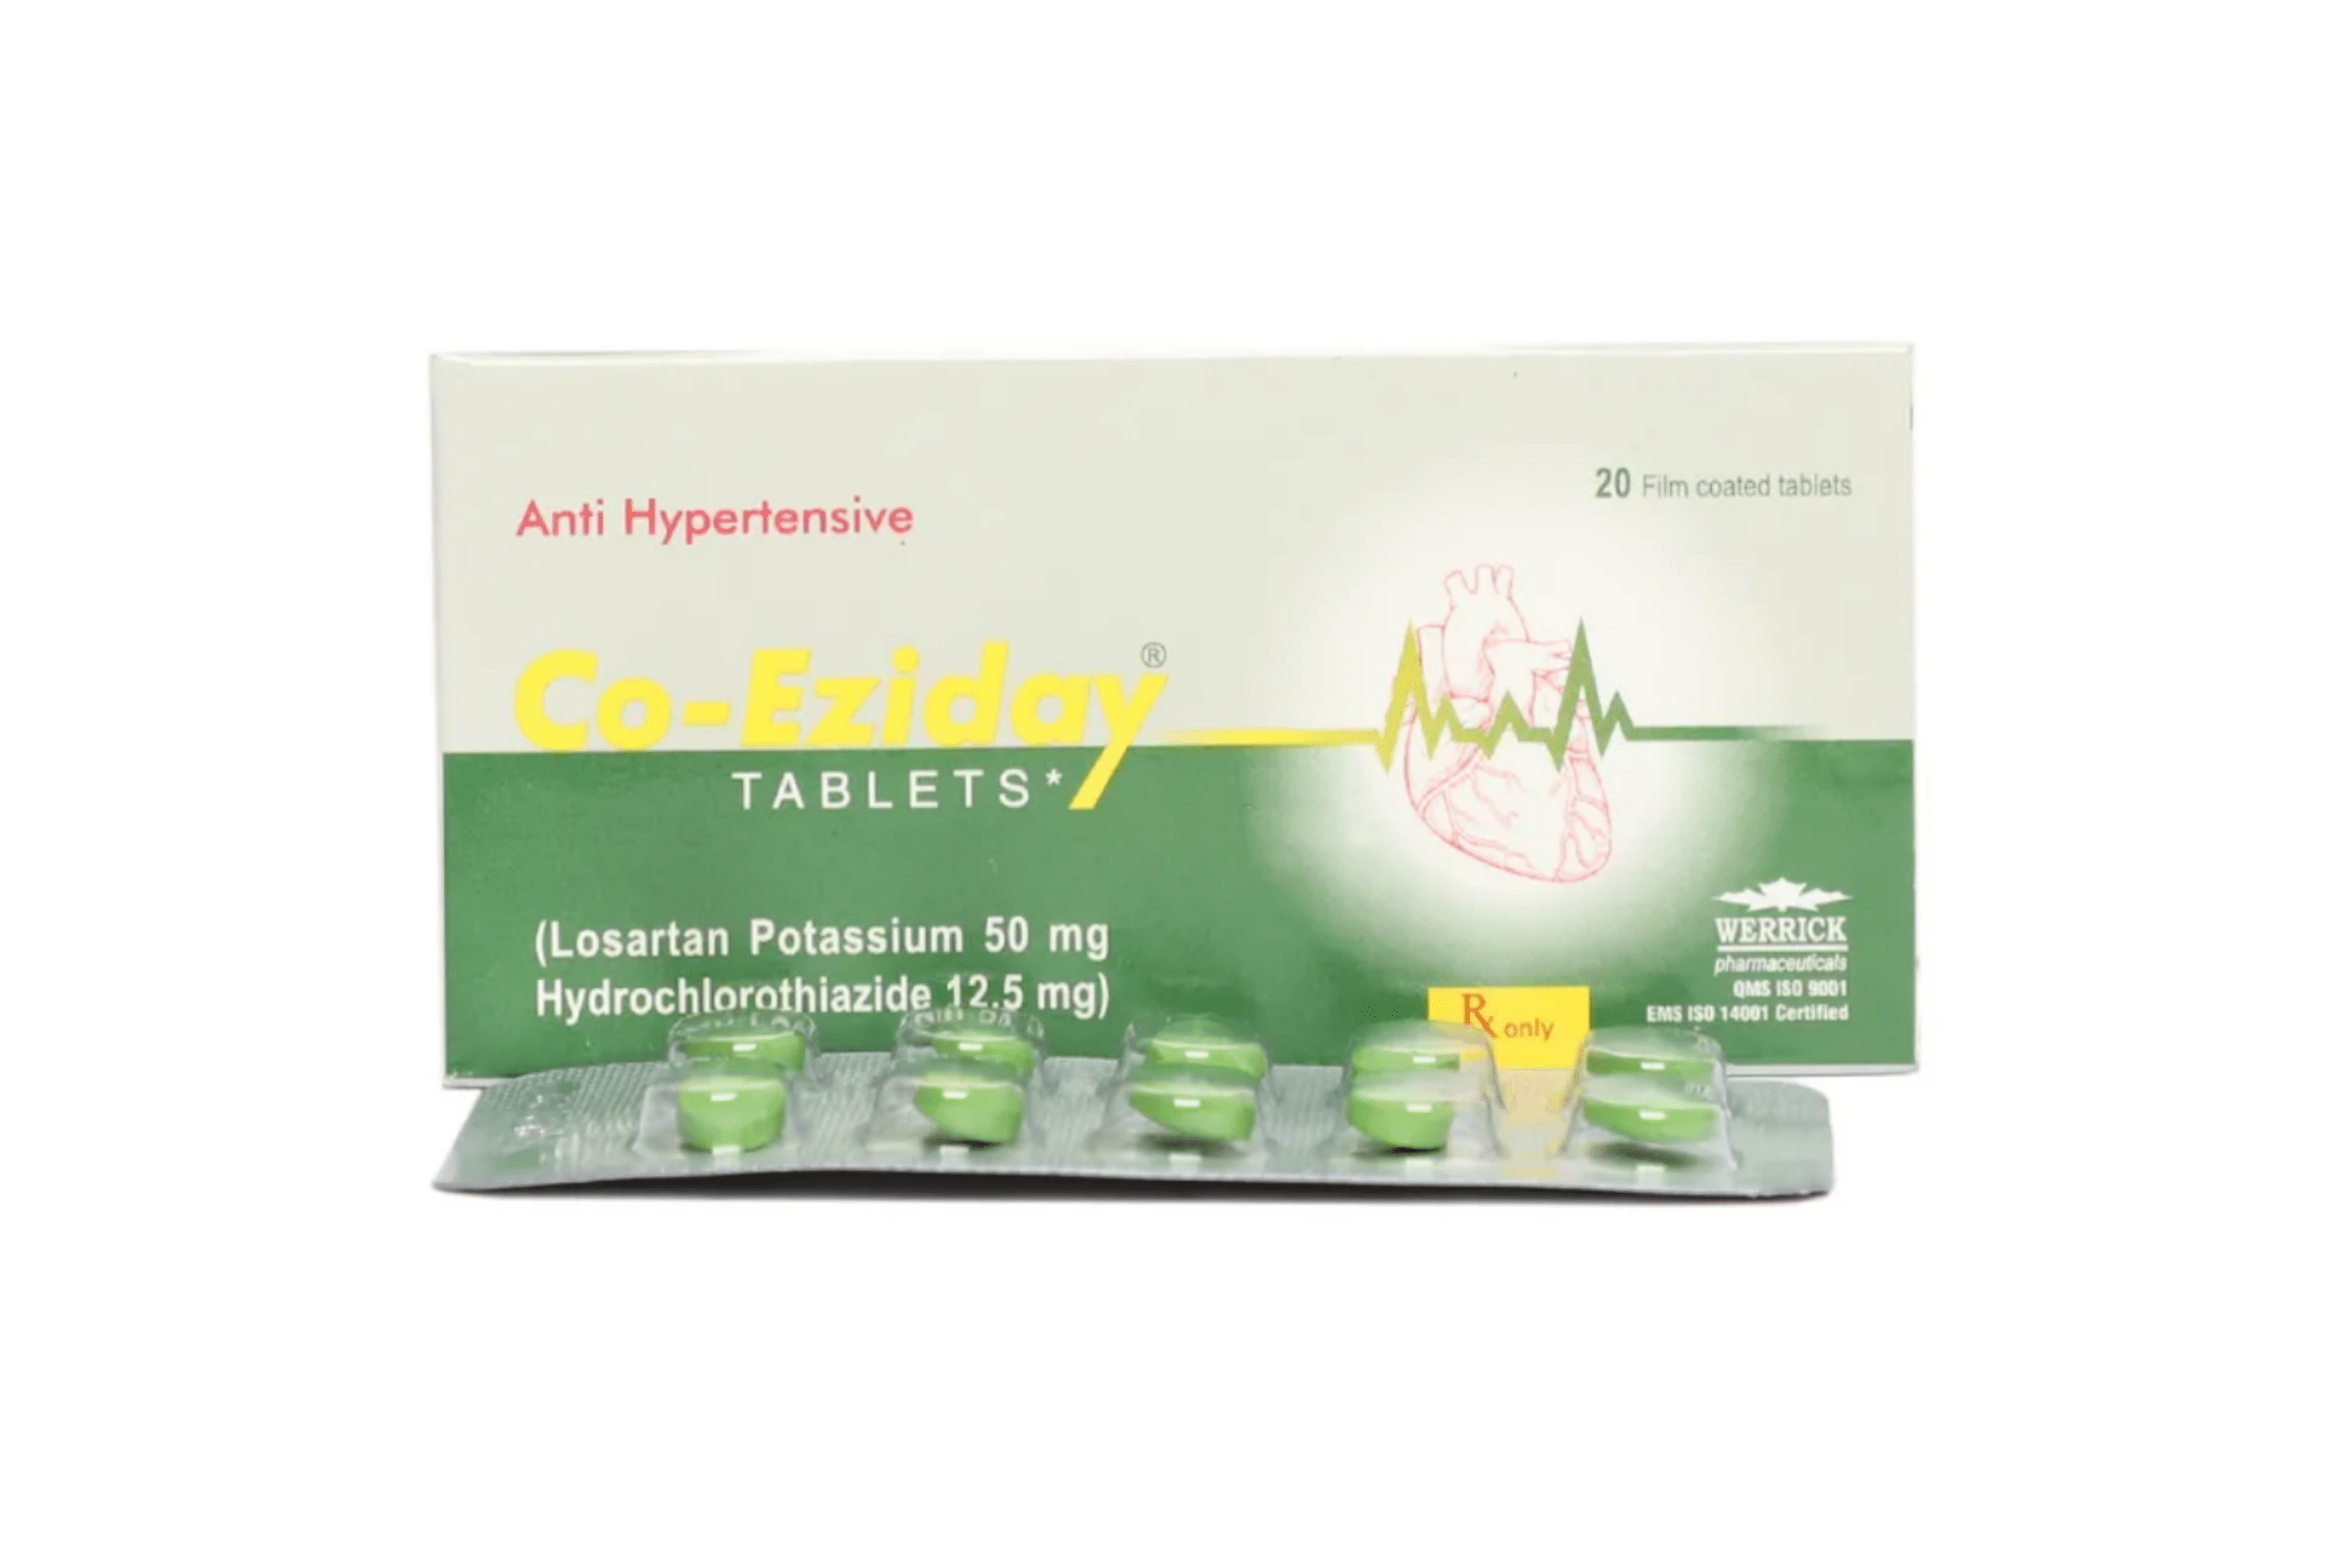 20 Film coated tablets
Anti Hypertensive
Co-Eziday®
TABLETS*
(Losartan Potassium 50 mg
Hydrochlorothiazide 12.5 mg)
WERRICK
pharmaceuticals
QMS ISO 9001
EMS ISO 14001 Certified
Rx only